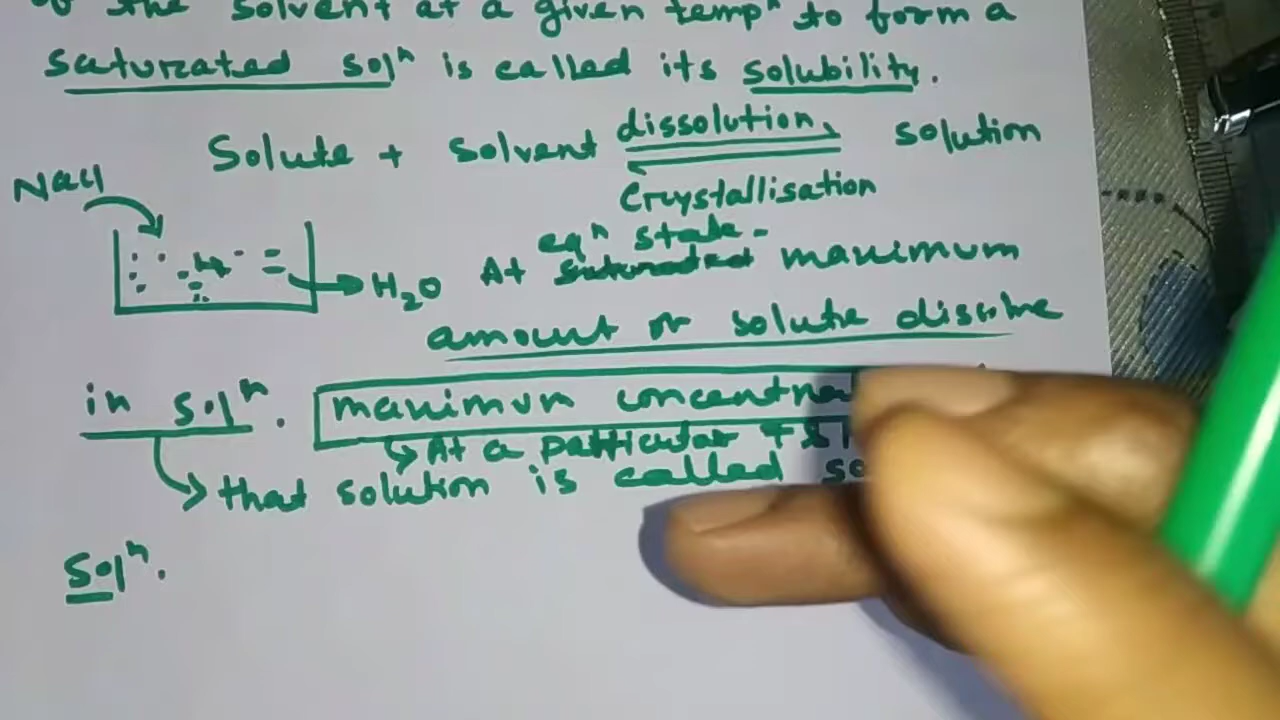 the solvent at a given tempⁿ to form a
saturated solⁿ is called its solubility.
Solute + Solvent dissolution solution
Crystallisation
NaCl
H₂O
eqⁿ state -
At saturated maximum
amount of solute dissolve
in solⁿ. maximum
At a particular
that solution is called
Solⁿ.